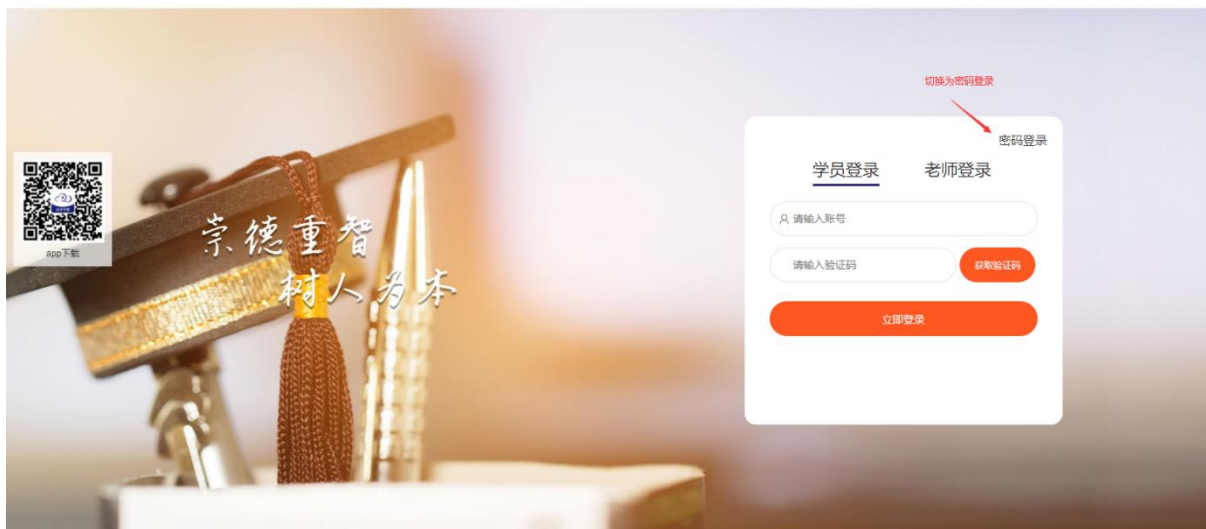 切换为密码登录
密码登录
学员登录 老师登录
请输入账号
请输入验证码 获取验证码
立即登录
崇德重智
树人为本
app下载